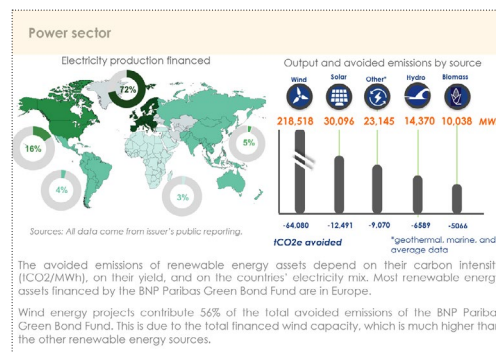 Power sector
Electricity production financed
Output and avoided emissions by source
Wind Solar Other* Hydro Biomass
218,518 30,096 23,145 14,370 10,038 MW
72%
16%
5%
4%
3%
-64,080 -12,491 -9,070 -6589 -5066
Sources: All data come from issuer's public reporting.
tCO2e avoided
*geothermal, marine, and
average data
The avoided emissions of renewable energy assets depend on their carbon intensit
(tCO2/MWh), on their yield, and on the countries' electricity mix. Most renewable energ
assets financed by the BNP Paribas Green Bond Fund are in Europe.
Wind energy projects contribute 56% of the total avoided emissions of the BNP Pariba
Green Bond Fund. This is due to the total financed wind capacity, which is much higher tha
the other renewable energy sources.